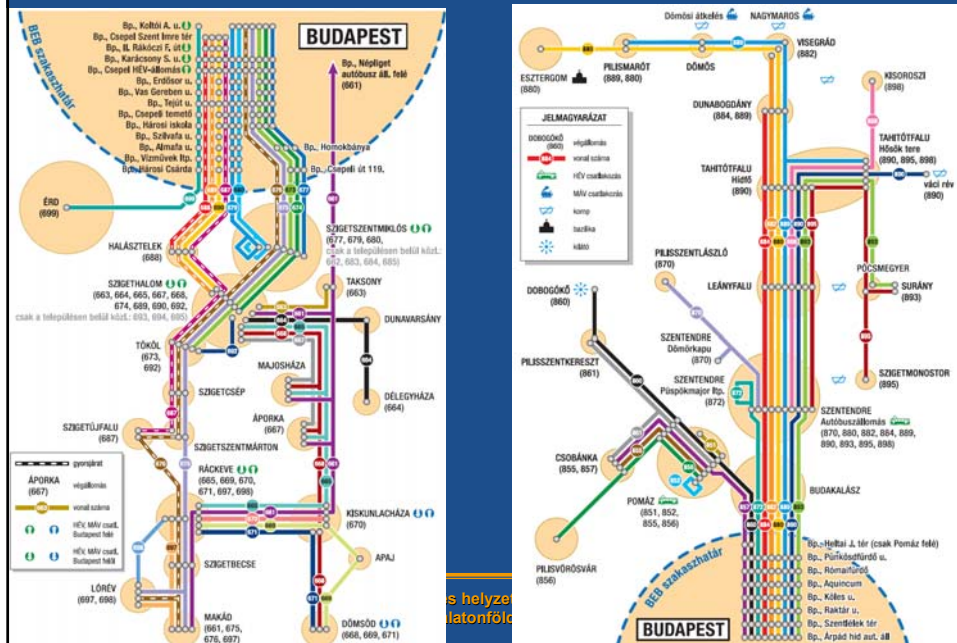 Bp., Koltói A. u.
Bp., Csepel Szent Imre tér
Bp., II. Rákóczi F. út
Bp., Karácsony S. u.
Bp., Csepel HÉV-állomás
Bp., Erdősor u.
Bp., Vas Gereben u.
Bp., Tejút u.
Bp., Csepeli temető
Bp., Hárosi iskola
Bp., Szilvafa u.
Bp., Almafa u.
Bp., Vízművek ltp.
Bp., Hárosi Csárda
BEB szakaszhatár
BUDAPEST
Bp., Népliget
autóbusz áll. felé
(661)
Bp., Homokbánya
Bp., Csepeli út 119.
ÉRD
(699)
HALÁSZTELEK
(688)
SZIGETSZENTMIKLÓS
(677, 679, 680,
csak a településen belül közl.:
682, 683, 684, 685)
SZIGETHALOM
(663, 664, 665, 667, 668,
674, 689, 690, 692,
csak a településen belül közl.: 693, 694, 695)
TAKSONY
(663)
DUNAVARSÁNY
TÖKÖL
(673,
692)
MAJOSHÁZA
SZIGETCSÉP
DÉLEGYHÁZA
(664)
ÁPORKA
(667)
SZIGETÚJFALU
(687)
SZIGETSZENTMÁRTON
RÁCKEVE
(665, 669, 670,
671, 697, 698)
KISKUNLACHÁZA
(670)
APAJ
SZIGETBECSE
LÓRÉV
(697, 698)
MAKÁD
(661, 675,
676, 697)
DÖMSÖD
(668, 669, 671)
gyorsjárat
ÁPORKA
(667)
végállomás
vonal száma
HÉV, MÁV csatl.
Budapest felé
HÉV, MÁV csatl.
Budapest felől
Dömösi átkelés
NAGYMAROS
ESZTERGOM
(880)
PILISMARÓT
(889, 880)
DÖMÖS
VISEGRÁD
(882)
KISOROSZI
(898)
DUNABOGDÁNY
(884, 889)
TAHITÓTFALU
Hősök tere
(890, 895, 898)
TAHITÓTFALU
Hídfő
(890)
váci rév
(890)
JELMAGYARÁZAT
DOBOGÓKŐ
(860)
végállomás
vonal száma
HÉV csatlakozás
MÁV csatlakozás
komp
bazilika
kilátó
PILISSZENTLÁSZLÓ
(870)
LEÁNYFALU
PÓCSMEGYER
SURÁNY
(893)
DOBOGÓKŐ
(860)
SZENTENDRE
Dömörkapu
(870)
PILISSZENTKERESZT
(861)
SZENTENDRE
Püspökmajor ltp.
(872)
SZIGETMONOSTOR
(895)
SZENTENDRE
Autóbuszállomás
(870, 880, 882, 884, 889,
890, 893, 895, 898)
CSOBÁNKA
(855, 857)
POMÁZ
(851, 852,
855, 856)
BUDAKALÁSZ
PILISVÖRÖSVÁR
(856)
Bp., Heltai J. tér (csak Pomáz felé)
Bp., Pünkösdfürdő u.
Bp., Rómaifürdő
Bp., Aquincum
Bp., Köles u.
Bp., Raktár u.
Bp., Szentlélek tér
Bp., Árpád híd aut. áll
BEB szakaszhatár
BUDAPEST
es helyzet
alatonföld